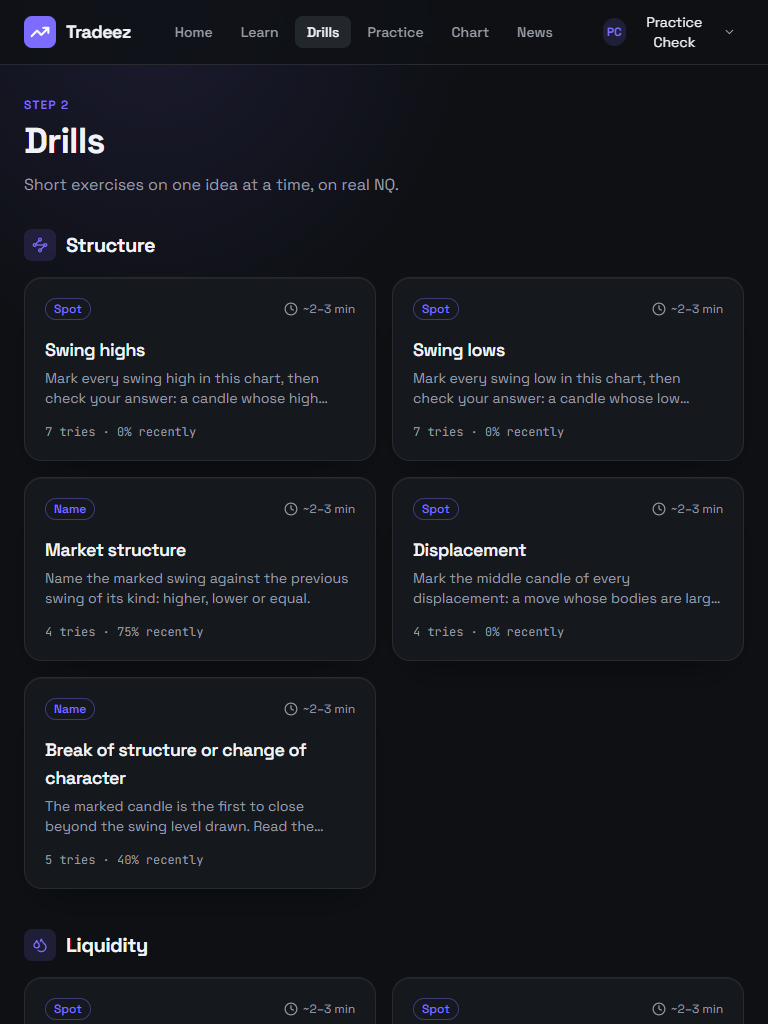 Tradeez
Home
Learn
Drills
Practice
Chart
News
PC
Practice
Check
STEP 2
Drills
Short exercises on one idea at a time, on real NQ.
Structure
Spot
~2–3 min
Swing highs
Mark every swing high in this chart, then
check your answer: a candle whose high…
7 tries · 0% recently
Spot
~2–3 min
Swing lows
Mark every swing low in this chart, then
check your answer: a candle whose low…
7 tries · 0% recently
Name
~2–3 min
Market structure
Name the marked swing against the previous
swing of its kind: higher, lower or equal.
4 tries · 75% recently
Spot
~2–3 min
Displacement
Mark the middle candle of every
displacement: a move whose bodies are larg…
4 tries · 0% recently
Name
~2–3 min
Break of structure or change of
character
The marked candle is the first to close
beyond the swing level drawn. Read the…
5 tries · 40% recently
Liquidity
Spot
~2–3 min
Spot
~2–3 min